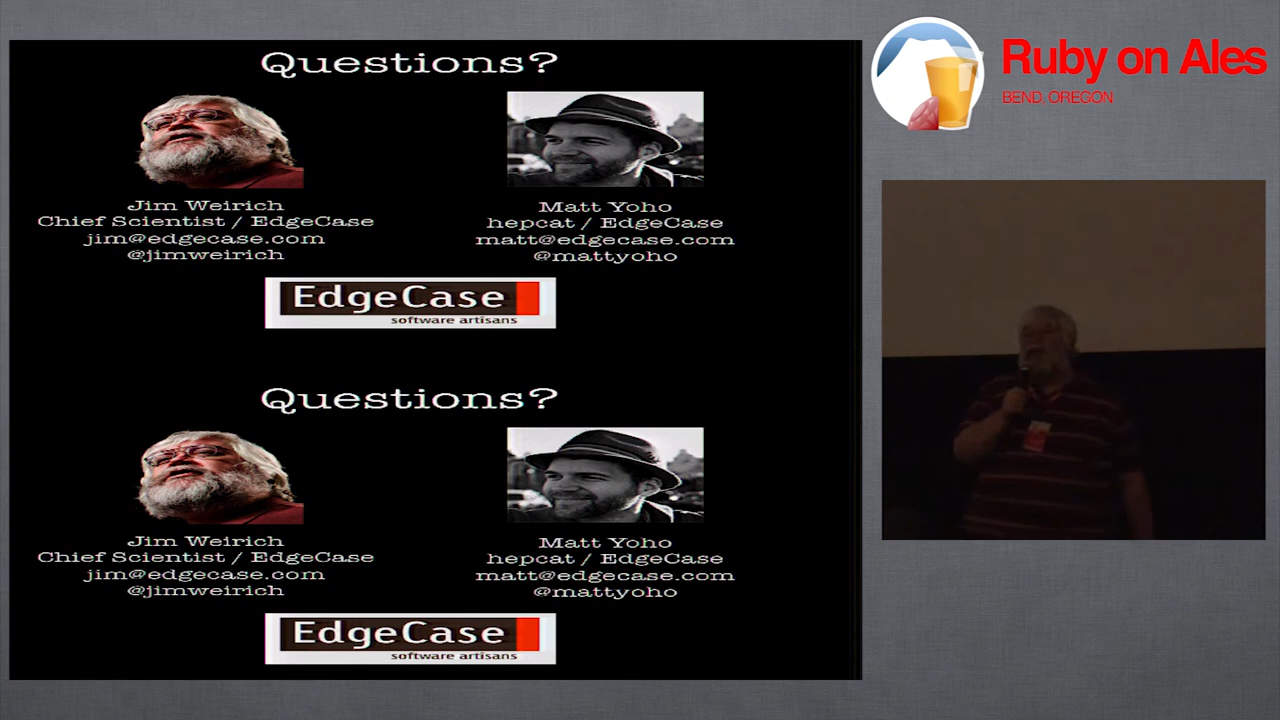 Questions?
Jim Weirich
Chief Scientist / EdgeCase
jim@edgecase.com
@jimweirich
Matt Yoho
hepcat / EdgeCase
matt@edgecase.com
@mattyoho
EdgeCase
software artisans
Questions?
Jim Weirich
Chief Scientist / EdgeCase
jim@edgecase.com
@jimweirich
Matt Yoho
hepcat / EdgeCase
matt@edgecase.com
@mattyoho
EdgeCase
software artisans
Ruby on Ales
BEND, OREGON